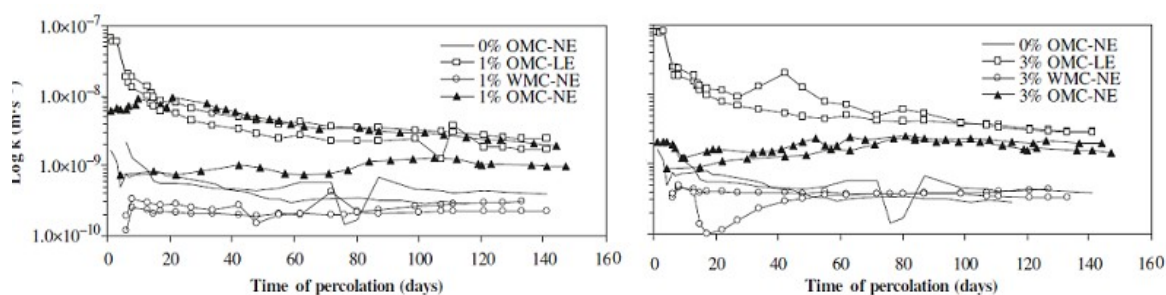 1.0×10⁻⁷
1.0×10⁻⁸
1.0×10⁻⁹
1.0×10⁻¹⁰
Log k (m·s⁻¹)
0% OMC-NE
1% OMC-LE
1% WMC-NE
1% OMC-NE
0 20 40 60 80 100 120 140 160
Time of percolation (days)
0% OMC-NE
3% OMC-LE
3% WMC-NE
3% OMC-NE
0 20 40 60 80 100 120 140 160
Time of percolation (days)